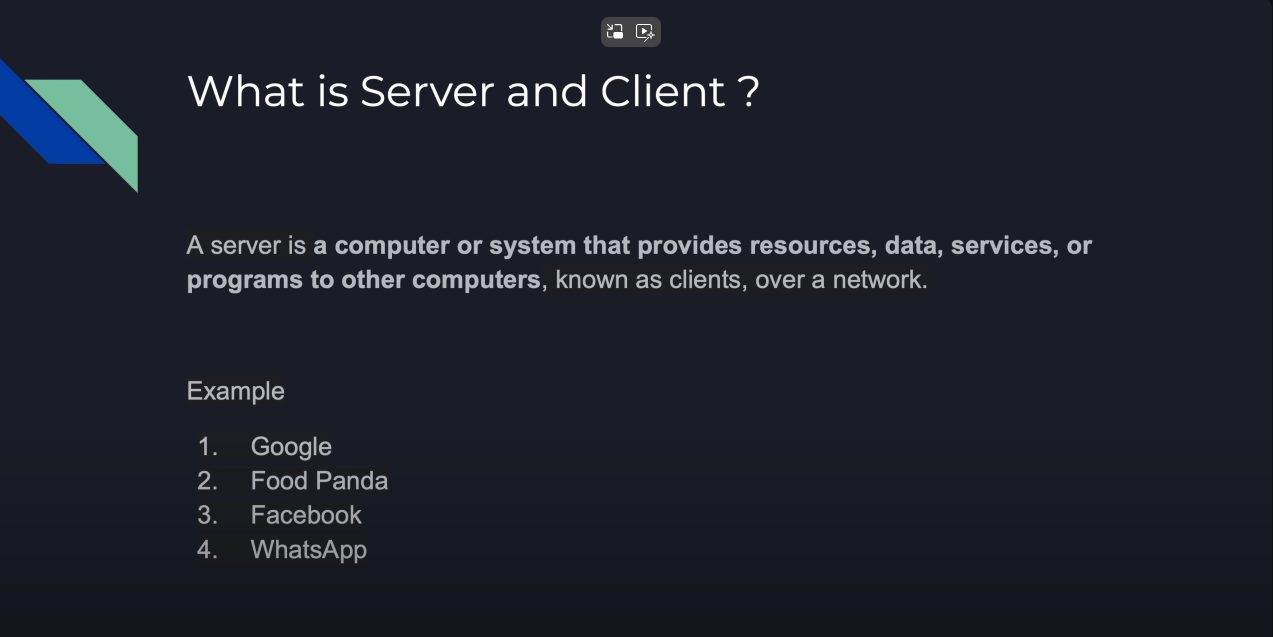 What is Server and Client ?
A server is a computer or system that provides resources, data, services, or
programs to other computers, known as clients, over a network.
Example
1. Google
2. Food Panda
3. Facebook
4. WhatsApp